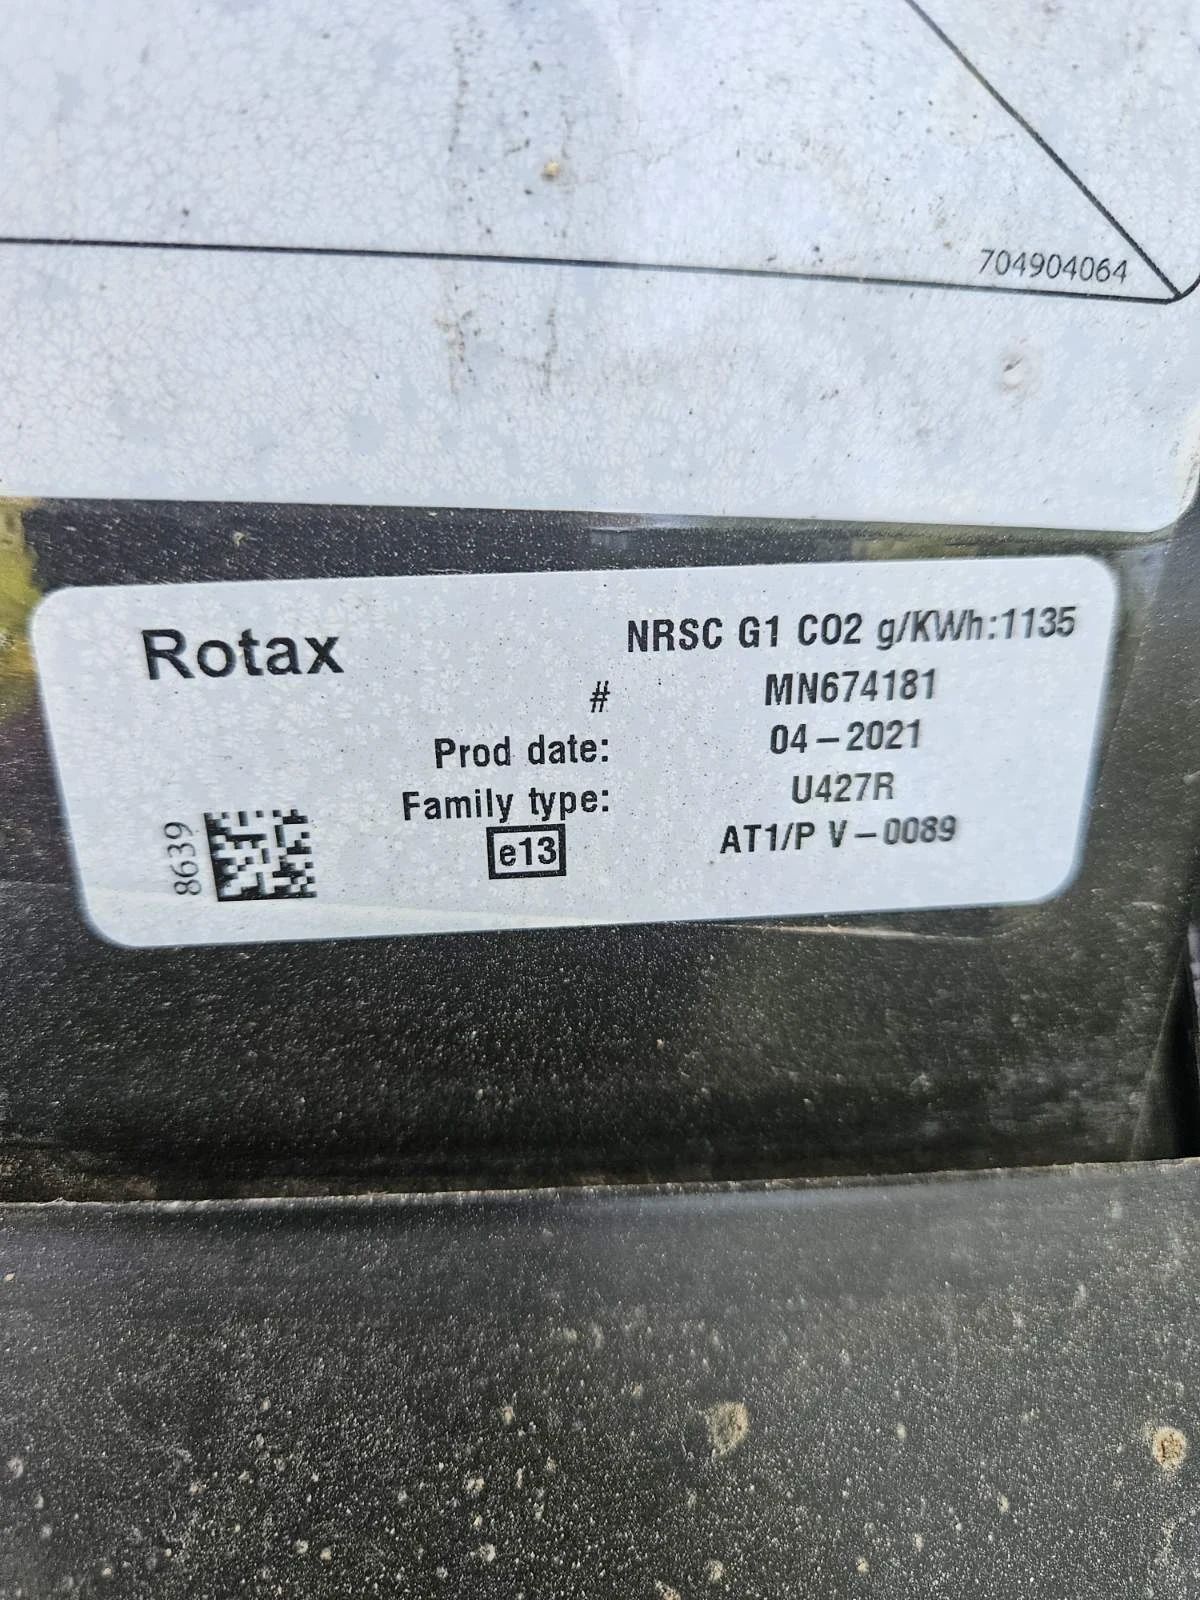 704904064
Rotax
NRSC G1 CO2 g/KWh:1135
# MN674181
Prod date: 04-2021
Family type: U427R
e13 AT1/P V-0089
8639